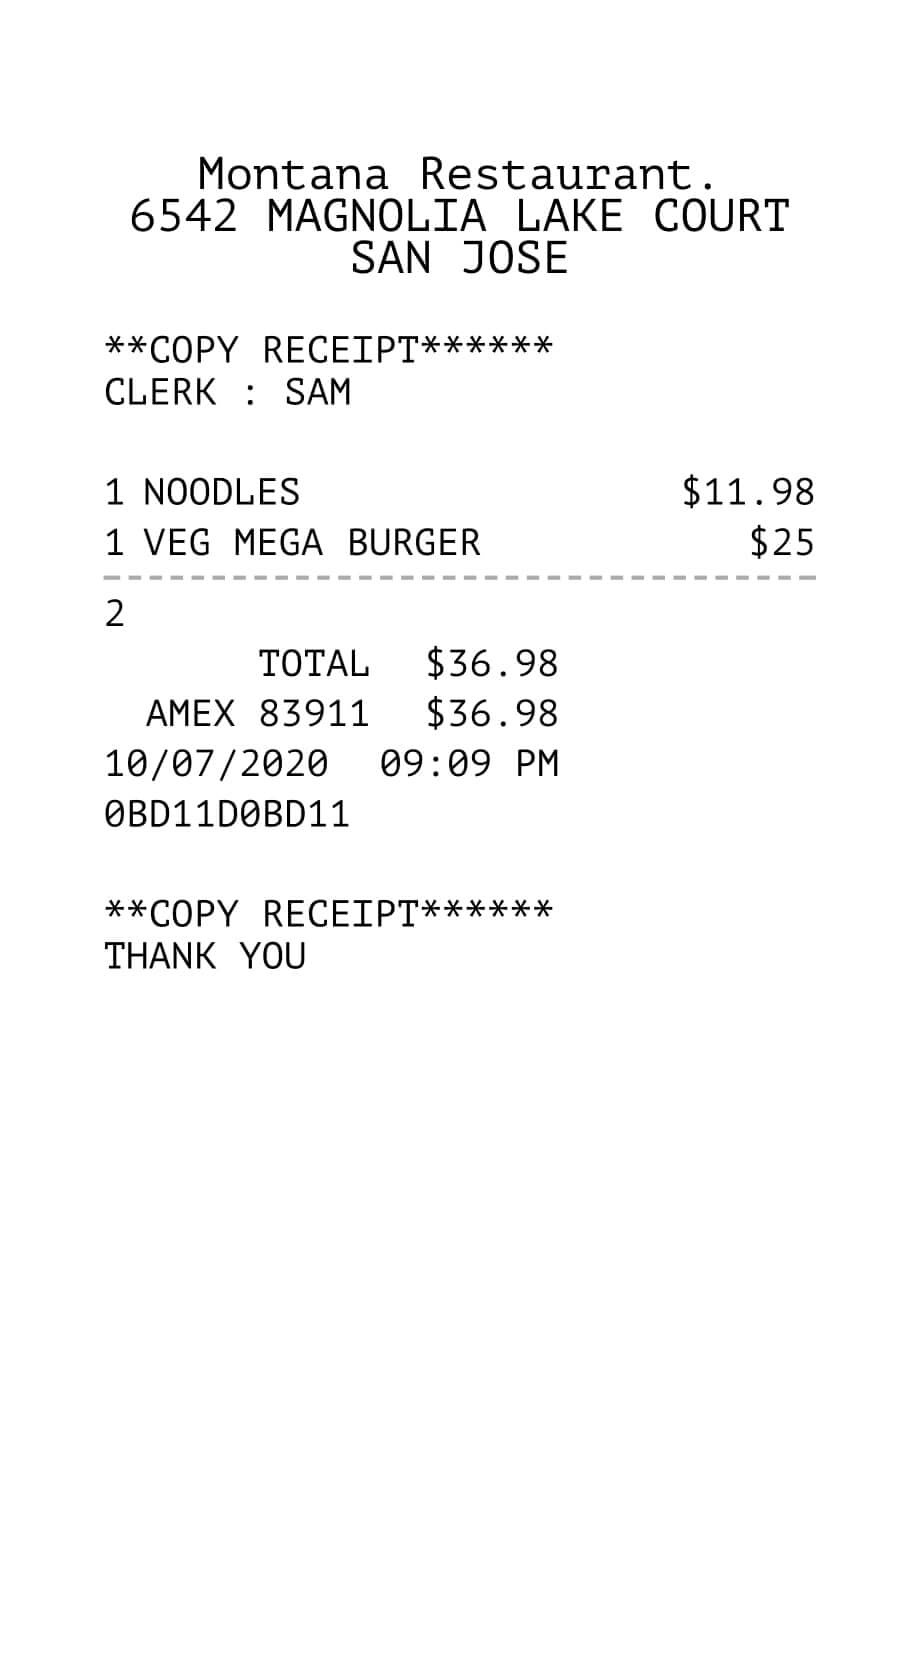 Montana Restaurant.
6542 MAGNOLIA LAKE COURT
SAN JOSE
**COPY RECEIPT******
CLERK : SAM
1 NOODLES $11.98
1 VEG MEGA BURGER $25
2
TOTAL $36.98
AMEX 83911 $36.98
10/07/2020 09:09 PM
0BD11D0BD11
**COPY RECEIPT******
THANK YOU